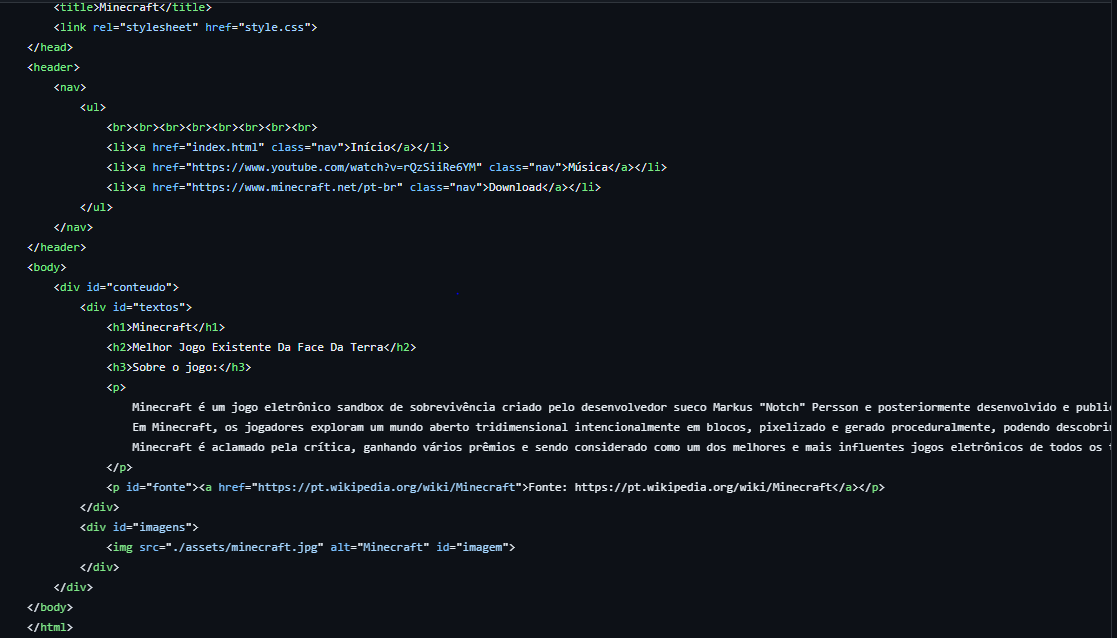 <title>Minecraft</title>
<link rel="stylesheet" href="style.css">
</head>
<header>
<nav>
<ul>
<br><br><br><br><br><br><br><br>
<li><a href="index.html" class="nav">Início</a></li>
<li><a href="https://www.youtube.com/watch?v=rQzSiiRe6YM" class="nav">Música</a></li>
<li><a href="https://www.minecraft.net/pt-br" class="nav">Download</a></li>
</ul>
</nav>
</header>
<body>
<div id="conteudo">
<div id="textos">
<h1>Minecraft</h1>
<h2>Melhor Jogo Existente Da Face Da Terra</h2>
<h3>Sobre o jogo:</h3>
<p>
Minecraft é um jogo eletrônico sandbox de sobrevivência criado pelo desenvolvedor sueco Markus "Notch" Persson e posteriormente desenvolvido e public
Em Minecraft, os jogadores exploram um mundo aberto tridimensional intencionalmente em blocos, pixelizado e gerado proceduralmente, podendo descobrir
Minecraft é aclamado pela crítica, ganhando vários prêmios e sendo considerado como um dos melhores e mais influentes jogos eletrônicos de todos os
</p>
<p id="fonte"><a href="https://pt.wikipedia.org/wiki/Minecraft">Fonte: https://pt.wikipedia.org/wiki/Minecraft</a></p>
</div>
<div id="imagens">
<img src="./assets/minecraft.jpg" alt="Minecraft" id="imagem">
</div>
</div>
</body>
</html>